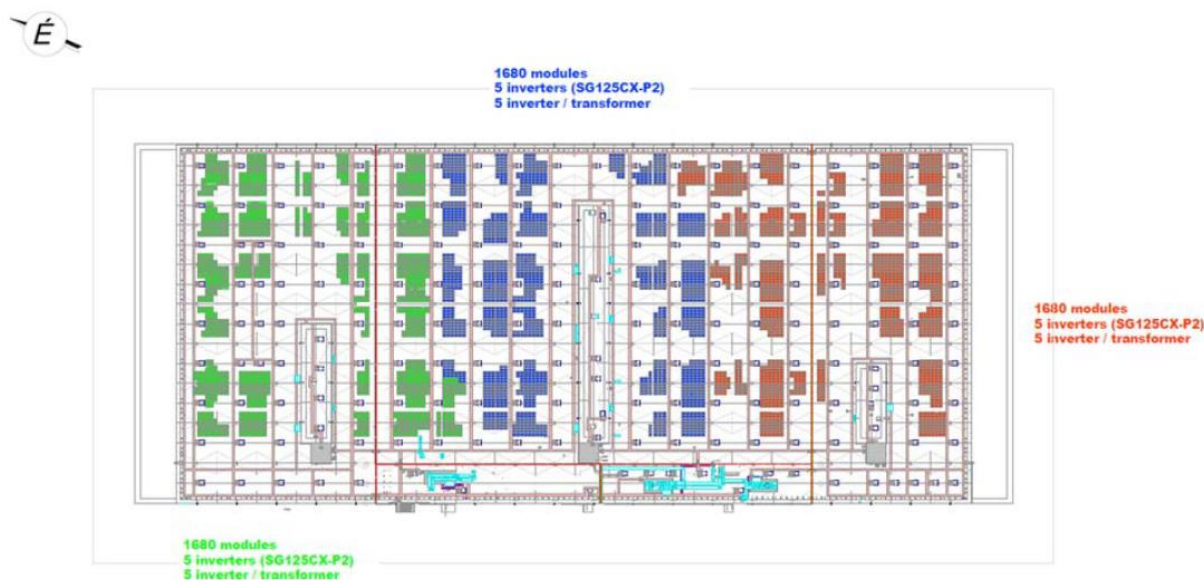 É
1680 modules
5 inverters (SG125CX-P2)
5 inverter / transformer
1680 modules
5 inverters (SG125CX-P2)
5 inverter / transformer
1680 modules
5 inverters (SG125CX-P2)
5 inverter / transformer